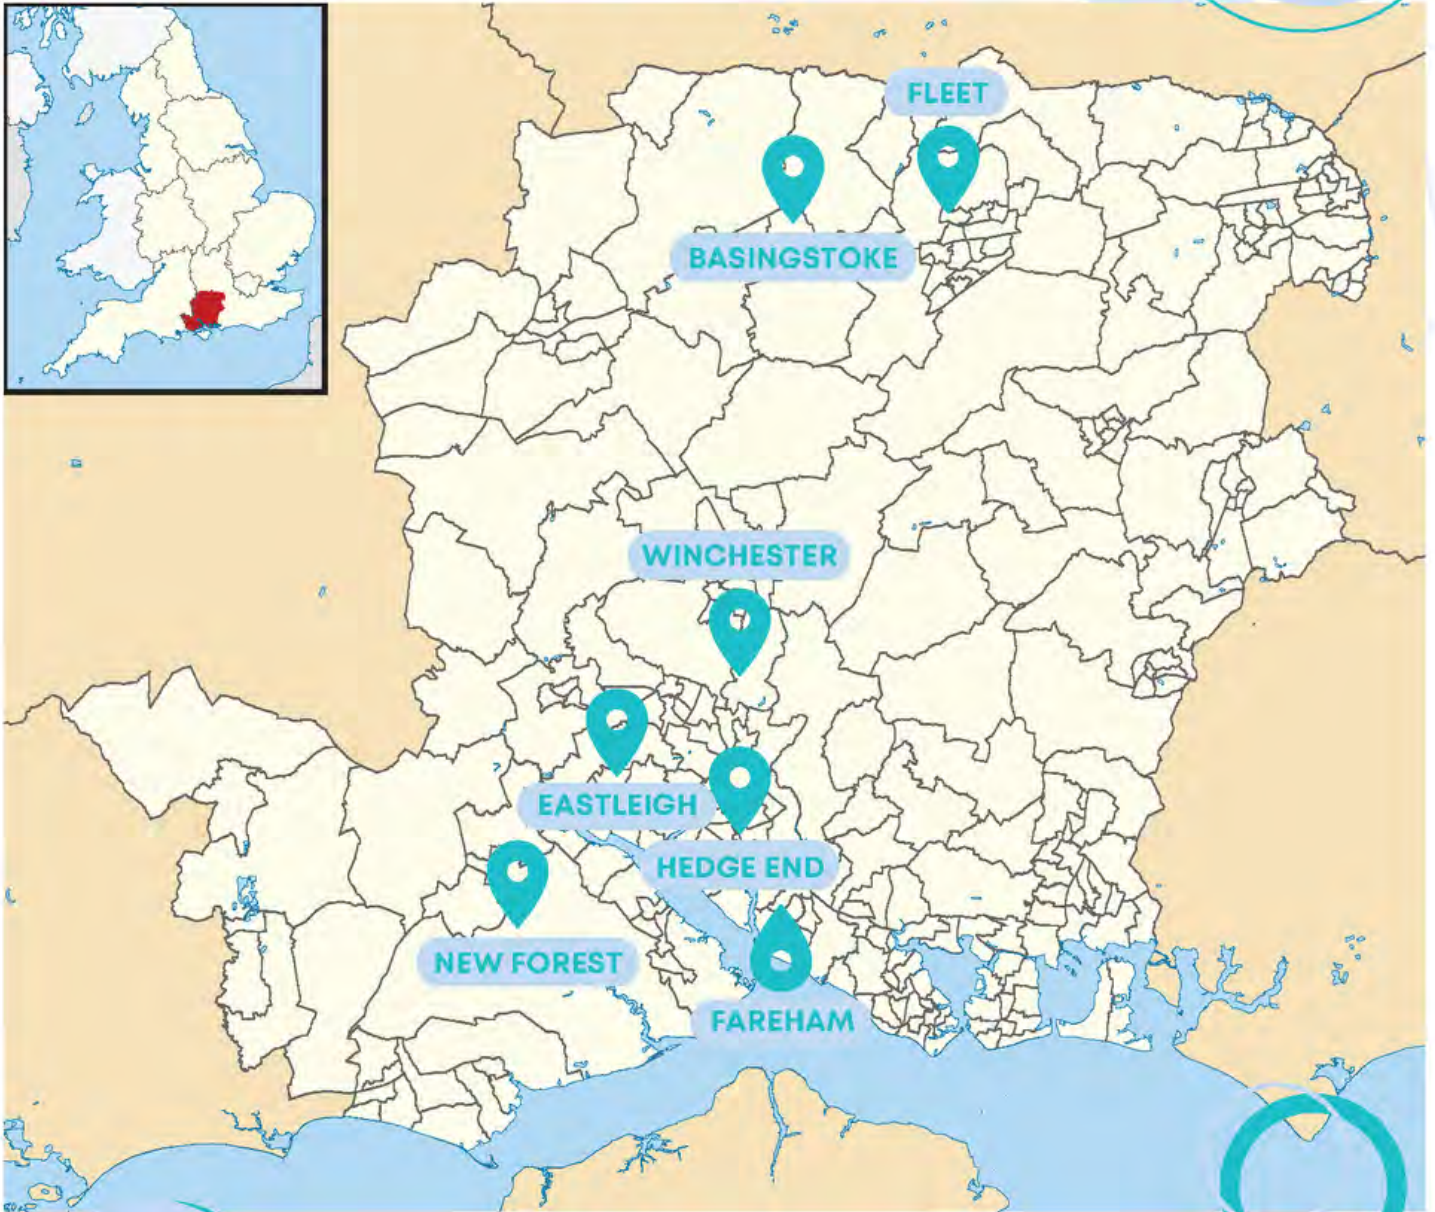 FLEET
BASINGSTOKE
WINCHESTER
EASTLEIGH
HEDGE END
NEW FOREST
FAREHAM